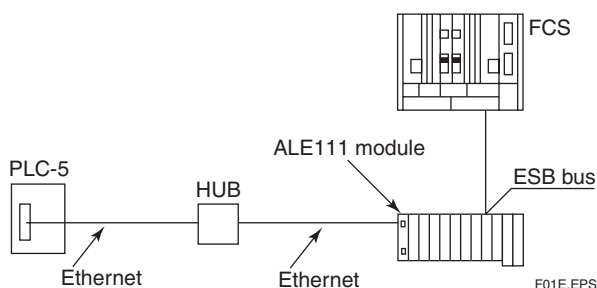 FCS
ALE111 module
PLC-5
HUB
ESB bus
Ethernet
Ethernet
F01E.EPS